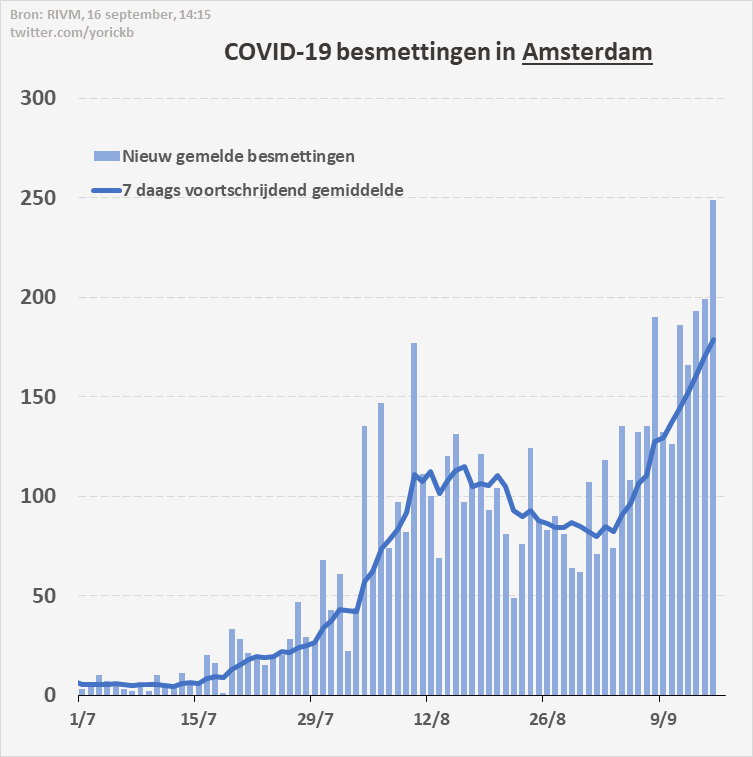 Bron: RIVM, 16 september, 14:15
twitter.com/yorickb
COVID-19 besmettingen in Amsterdam
300
Nieuw gemelde besmettingen
7 daags voortschrijdend gemiddelde
250
200
150
100
50
0
1/7 15/7 29/7 12/8 26/8 9/9